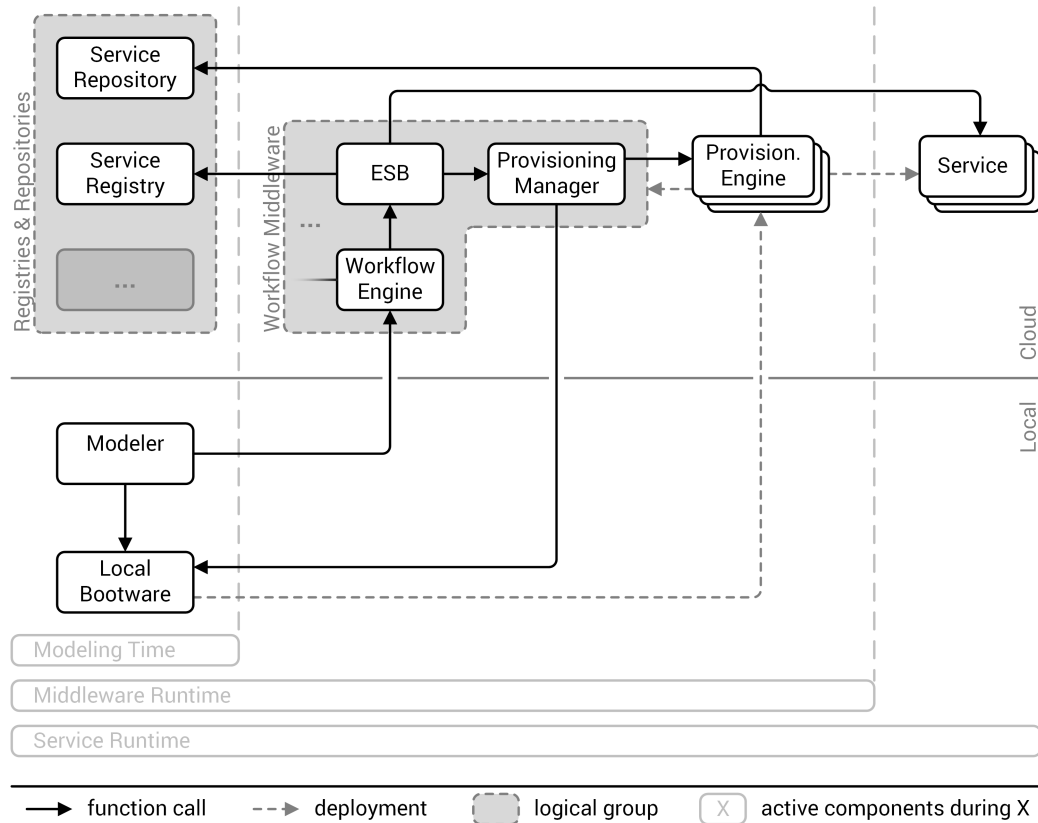 Registries & Repositories
Service
Repository
Service
Registry
...
Workflow Middleware
ESB
Provisioning
Manager
...
Workflow
Engine
Provision.
Engine
Service
Cloud
Local
Modeler
Local
Bootware
Modeling Time
Middleware Runtime
Service Runtime
function call
deployment
logical group
X
active components during X